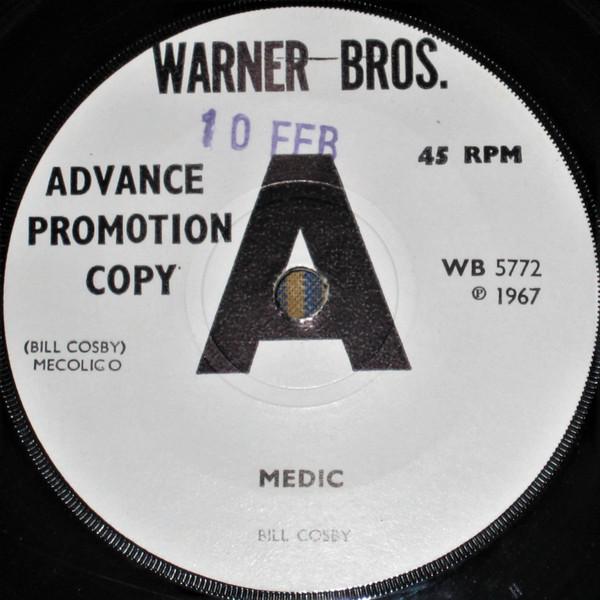 WARNER BROS.
10 FEB
45 RPM
ADVANCE
PROMOTION
COPY
A
WB 5772
℗ 1967
(BILL COSBY)
MECOLICO
MEDIC
BILL COSBY